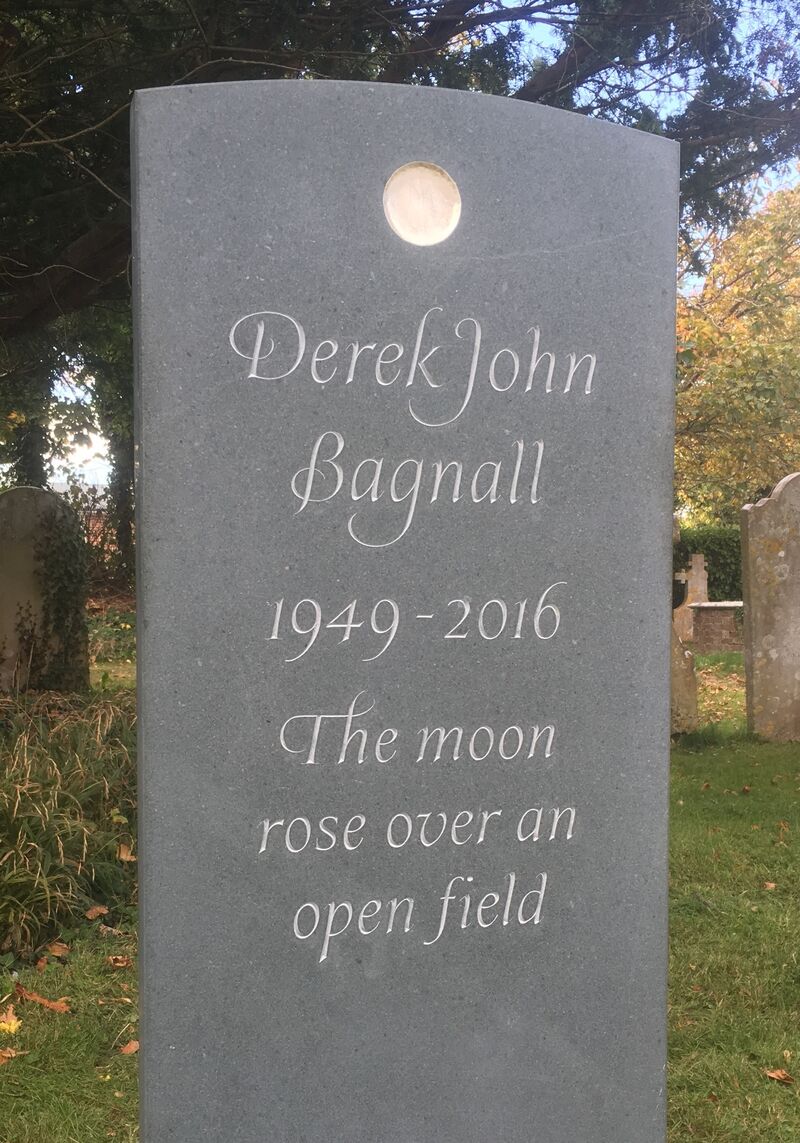 Derek John
Bagnall
1949-2016
The moon
rose over an
open field